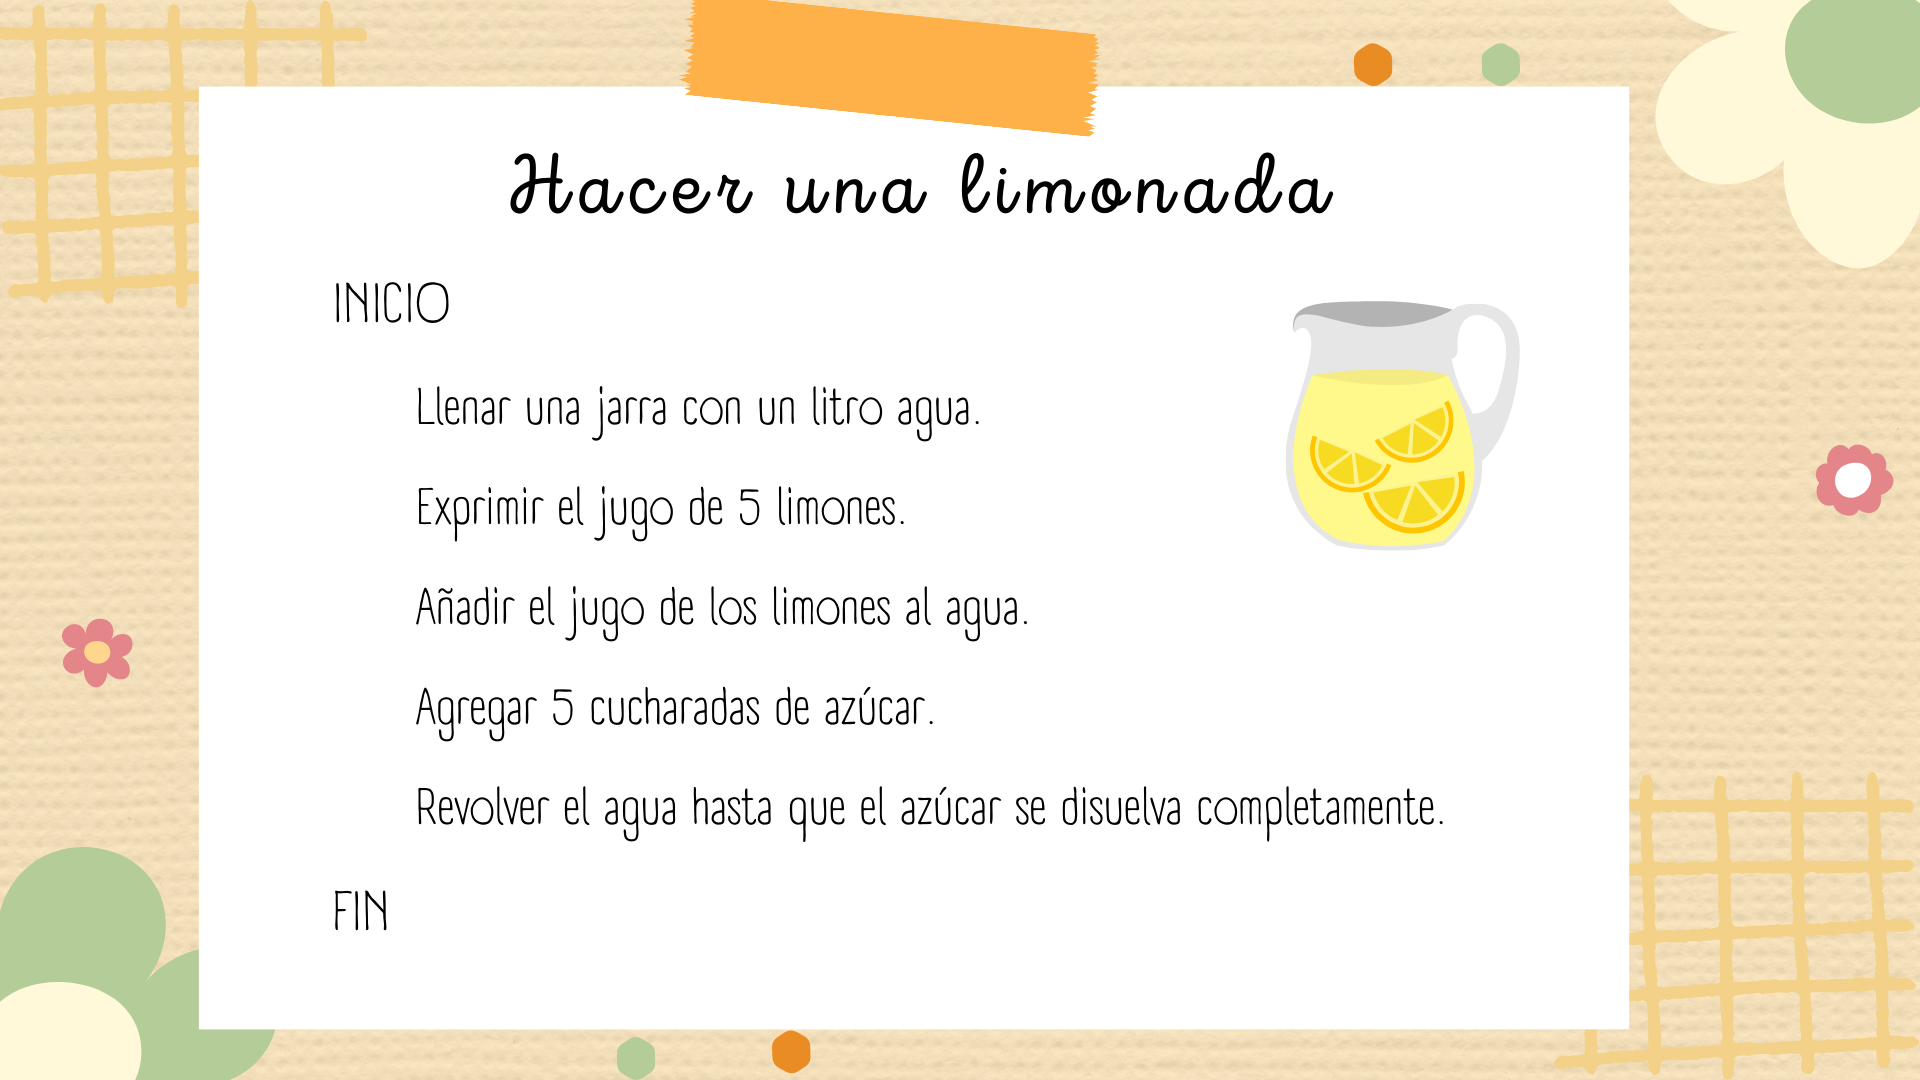 Hacer una limonada
INICIO
Llenar una jarra con un litro agua.
Exprimir el jugo de 5 limones.
Añadir el jugo de los limones al agua.
Agregar 5 cucharadas de azúcar.
Revolver el agua hasta que el azúcar se disuelva completamente.
FIN